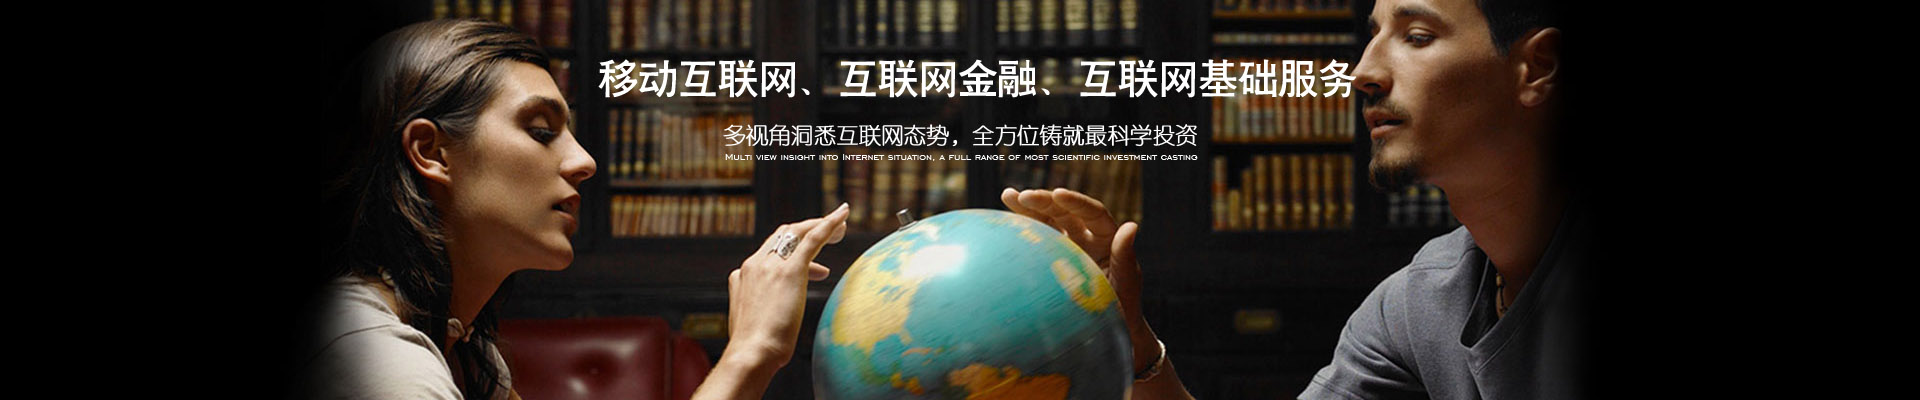 移动互联网、互联网金融、互联网基础服务
多视角洞悉互联网态势，全方位铸就最科学投资
Multi view insight into Internet situation, a full range of most scientific investment casting